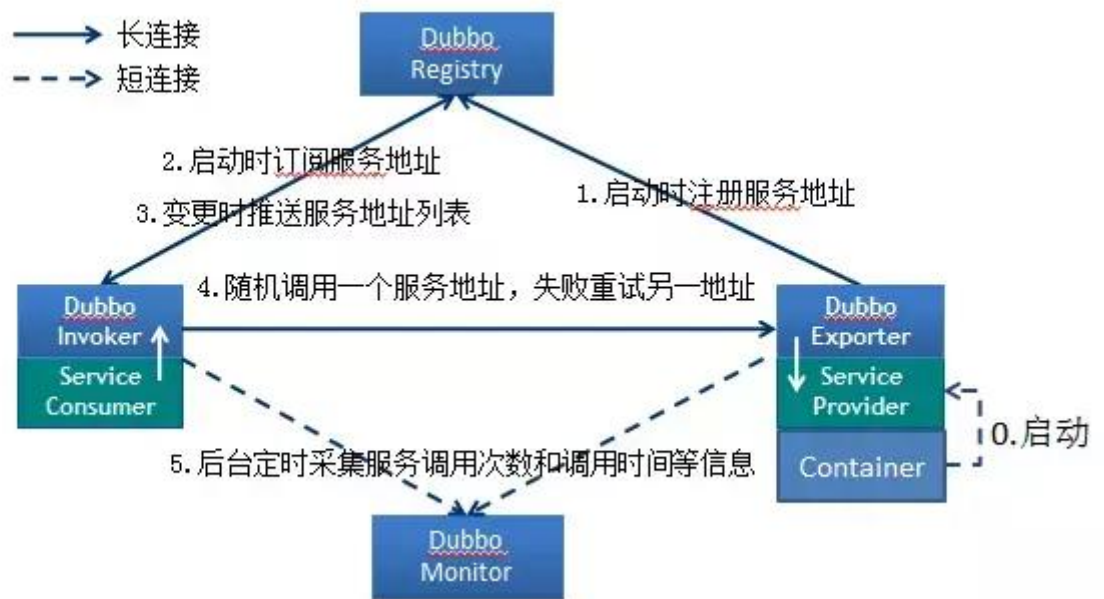 长连接
短连接
Dubbo
Registry
2.启动时订阅服务地址
3.变更时推送服务地址列表
1.启动时注册服务地址
4.随机调用一个服务地址，失败重试另一地址
Dubbo
Invoker
Service
Consumer
Dubbo
Exporter
Service
Provider
Container
0.启动
5.后台定时采集服务调用次数和调用时间等信息
Dubbo
Monitor